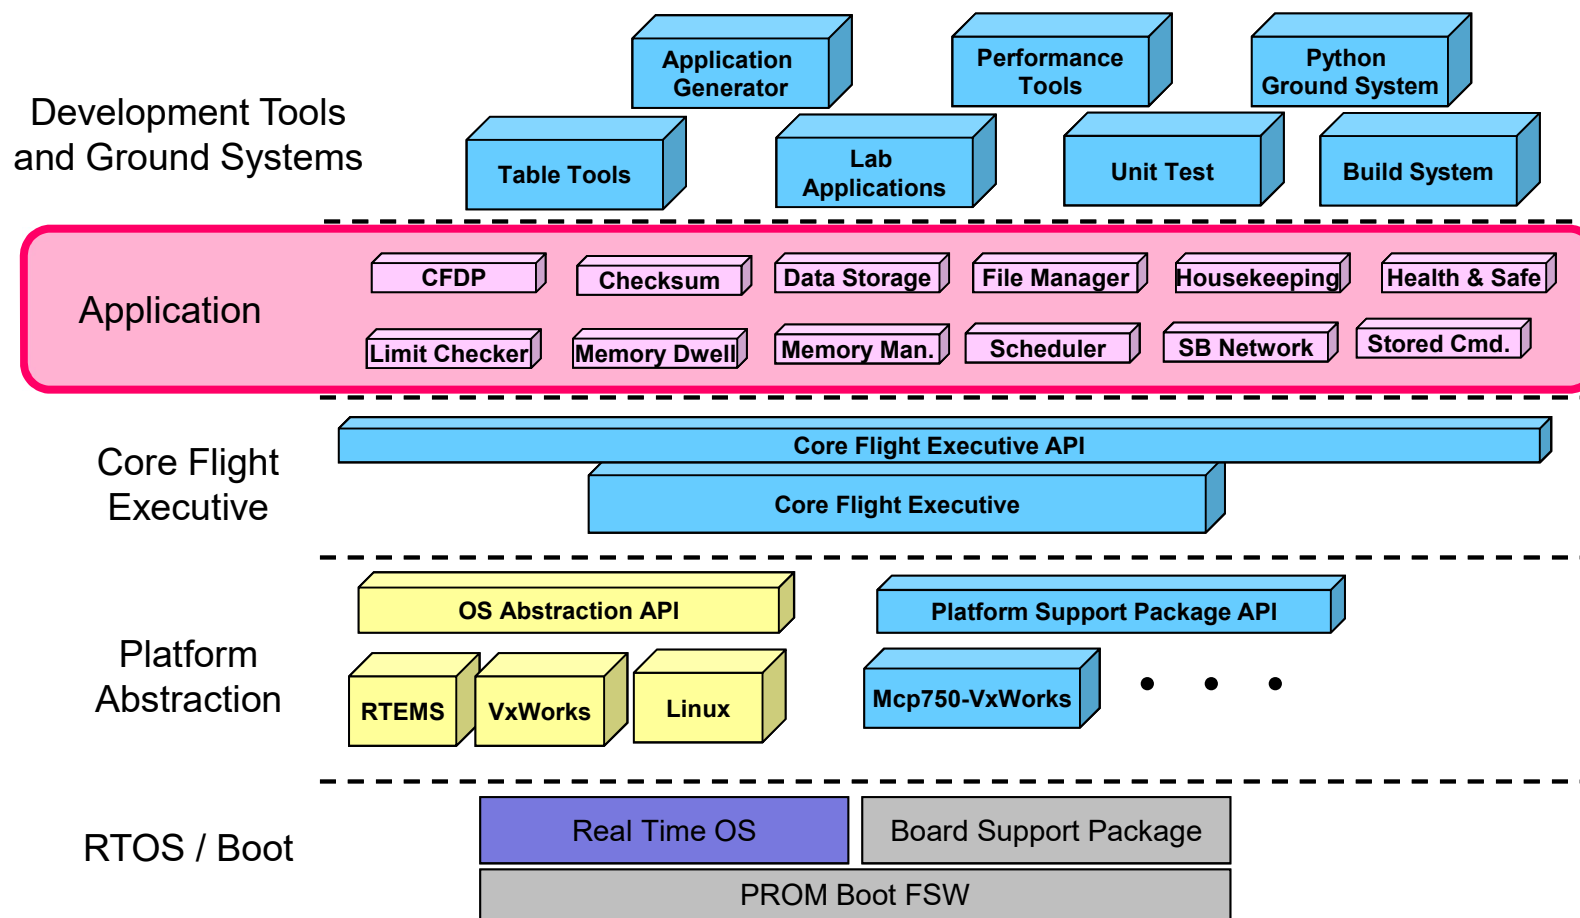 Development Tools
and Ground Systems
Application
Generator
Performance
Tools
Python
Ground System
Table Tools
Lab
Applications
Unit Test
Build System
Application
CFDP
Checksum
Data Storage
File Manager
Housekeeping
Health & Safe
Limit Checker
Memory Dwell
Memory Man.
Scheduler
SB Network
Stored Cmd.
Core Flight
Executive
Core Flight Executive API
Core Flight Executive
Platform
Abstraction
OS Abstraction API
Platform Support Package API
RTEMS
VxWorks
Linux
Mcp750-VxWorks
• • •
RTOS / Boot
Real Time OS
Board Support Package
PROM Boot FSW